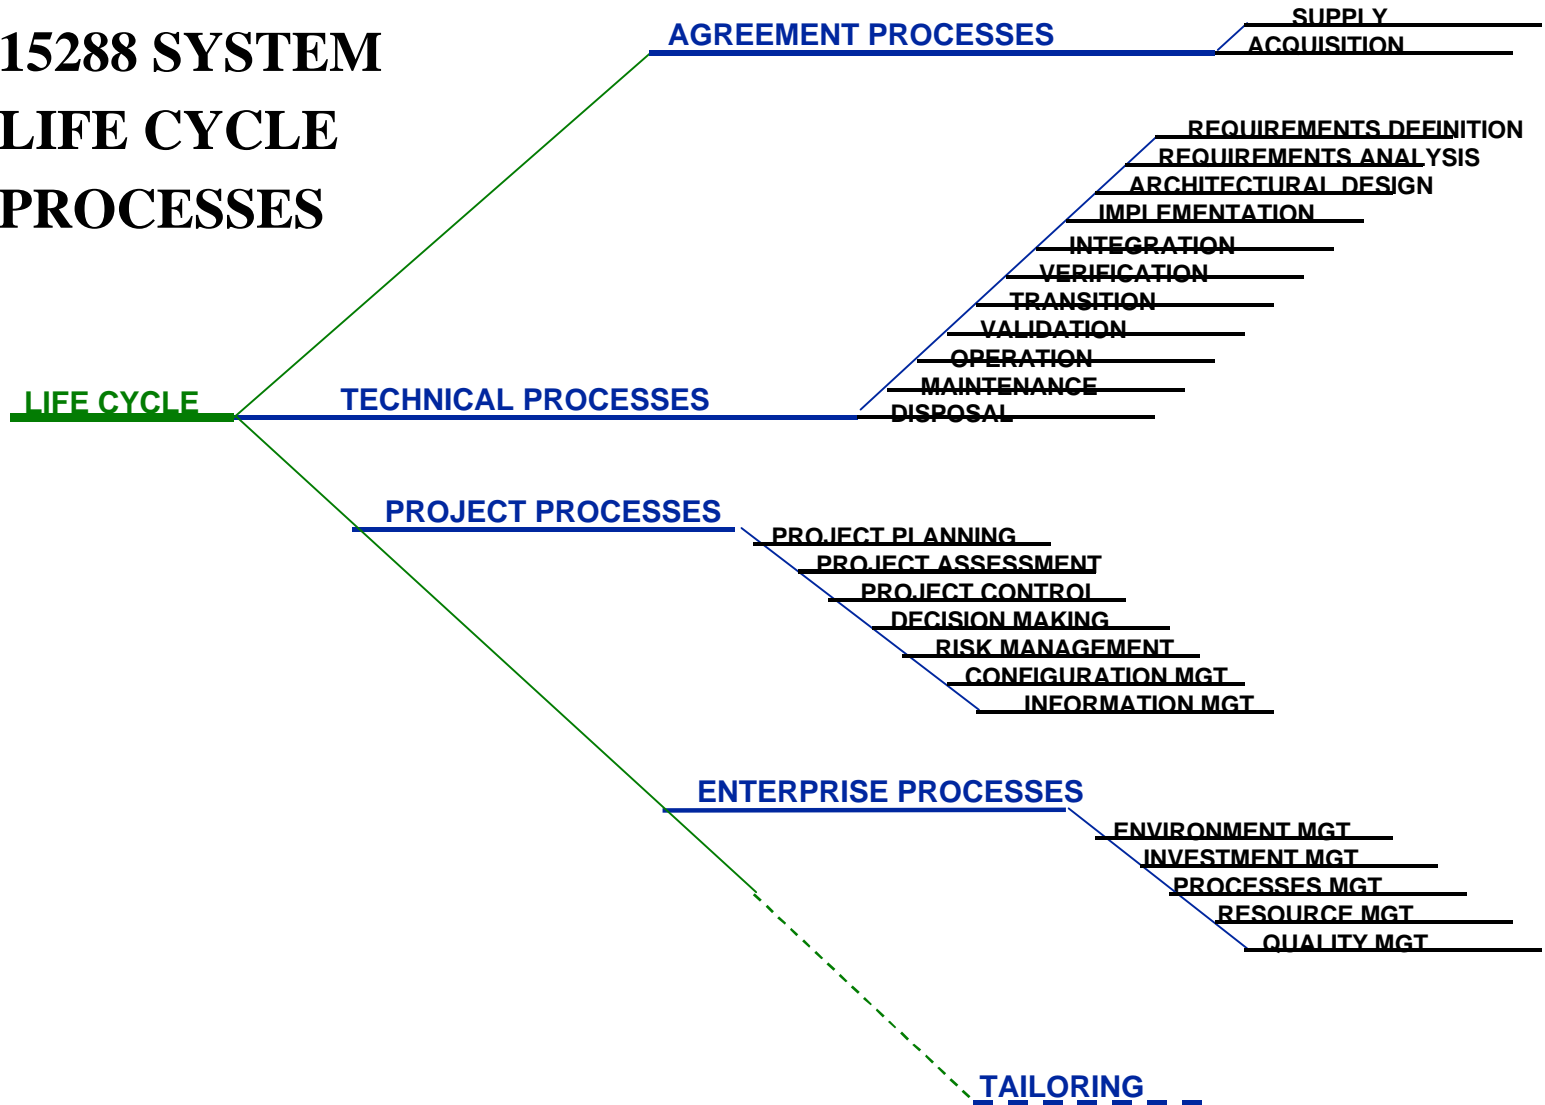 15288 SYSTEM
LIFE CYCLE
PROCESSES
AGREEMENT PROCESSES
SUPPLY
ACQUISITION
REQUIREMENTS DEFINITION
REQUIREMENTS ANALYSIS
ARCHITECTURAL DESIGN
IMPLEMENTATION
INTEGRATION
VERIFICATION
TRANSITION
VALIDATION
OPERATION
MAINTENANCE
DISPOSAL
LIFE CYCLE
TECHNICAL PROCESSES
PROJECT PROCESSES
PROJECT PLANNING
PROJECT ASSESSMENT
PROJECT CONTROL
DECISION MAKING
RISK MANAGEMENT
CONFIGURATION MGT
INFORMATION MGT
ENTERPRISE PROCESSES
ENVIRONMENT MGT
INVESTMENT MGT
PROCESSES MGT
RESOURCE MGT
QUALITY MGT
TAILORING